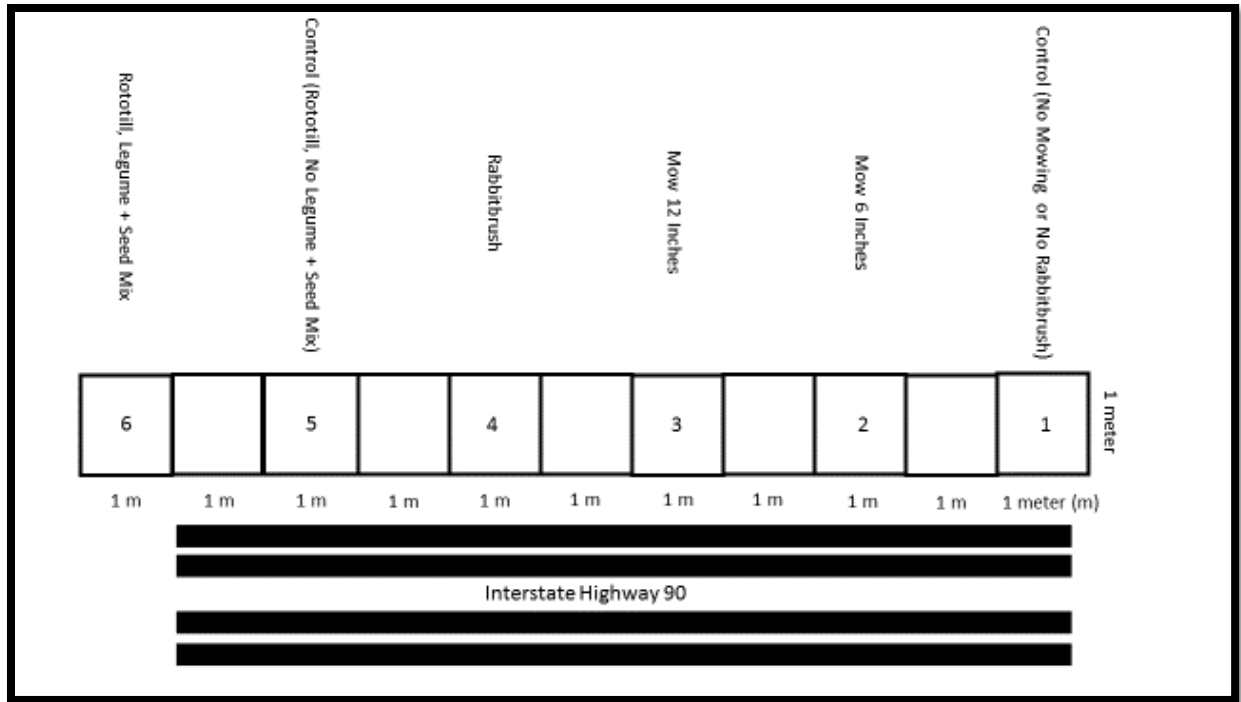 Rototill, Legume + Seed Mix
Control (Rototill, No Legume + Seed Mix)
Rabbitbrush
Mow 12 Inches
Mow 6 Inches
Control (No Mowing or No Rabbitbrush)
6
5
4
3
2
1
1 meter
1 m
1 m
1 m
1 m
1 m
1 m
1 m
1 m
1 m
1 m
1 meter (m)
Interstate Highway 90